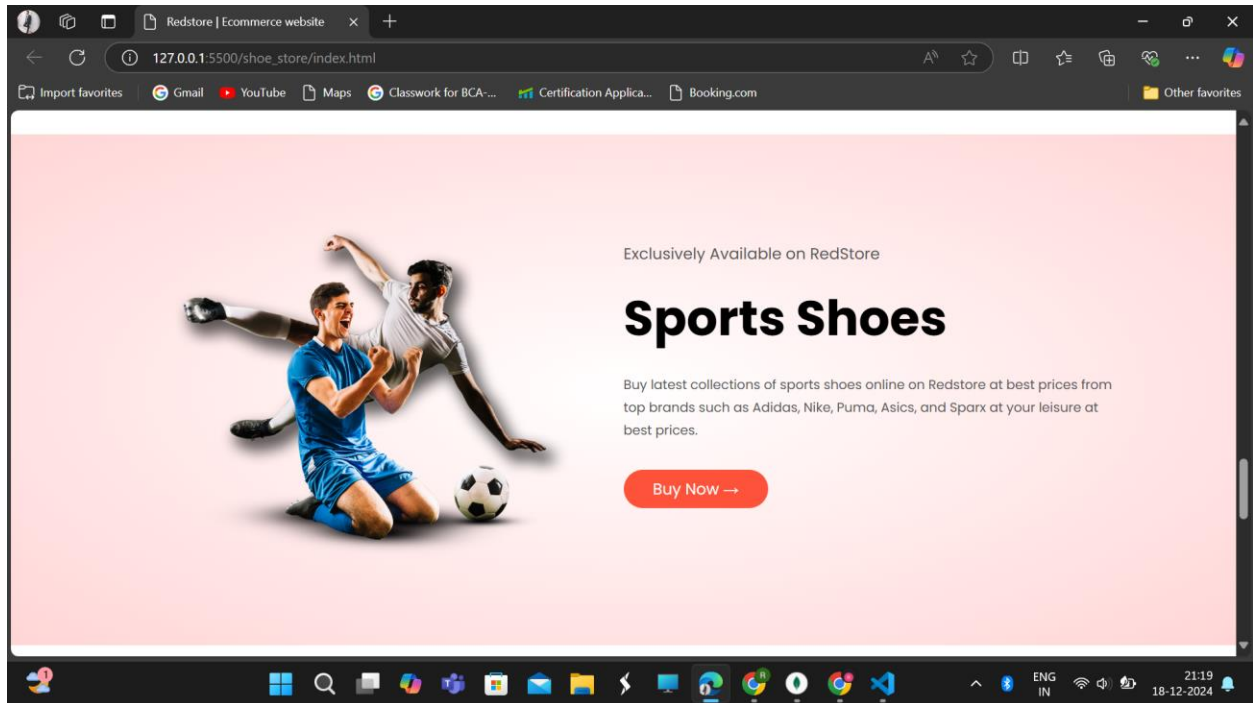 Redstore | Ecommerce website
127.0.0.1:5500/shoe_store/index.html
Import favorites Gmail YouTube Maps Classwork for BCA-... Certification Applica... Booking.com Other favorites
Exclusively Available on RedStore
Sports Shoes
Buy latest collections of sports shoes online on Redstore at best prices from
top brands such as Adidas, Nike, Puma, Asics, and Sparx at your leisure at
best prices.
Buy Now →
ENG
IN
21:19
18-12-2024